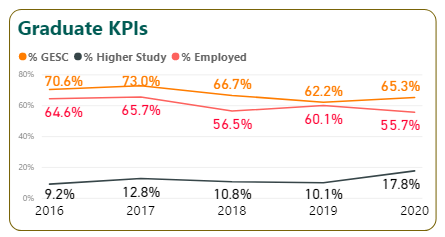 Graduate KPIs
% GESC % Higher Study % Employed
80%
70.6% 73.0% 66.7% 62.2% 65.3%
60%
64.6% 65.7% 56.5% 60.1% 55.7%
40%
20%
9.2% 12.8% 10.8% 10.1% 17.8%
0%
2016 2017 2018 2019 2020